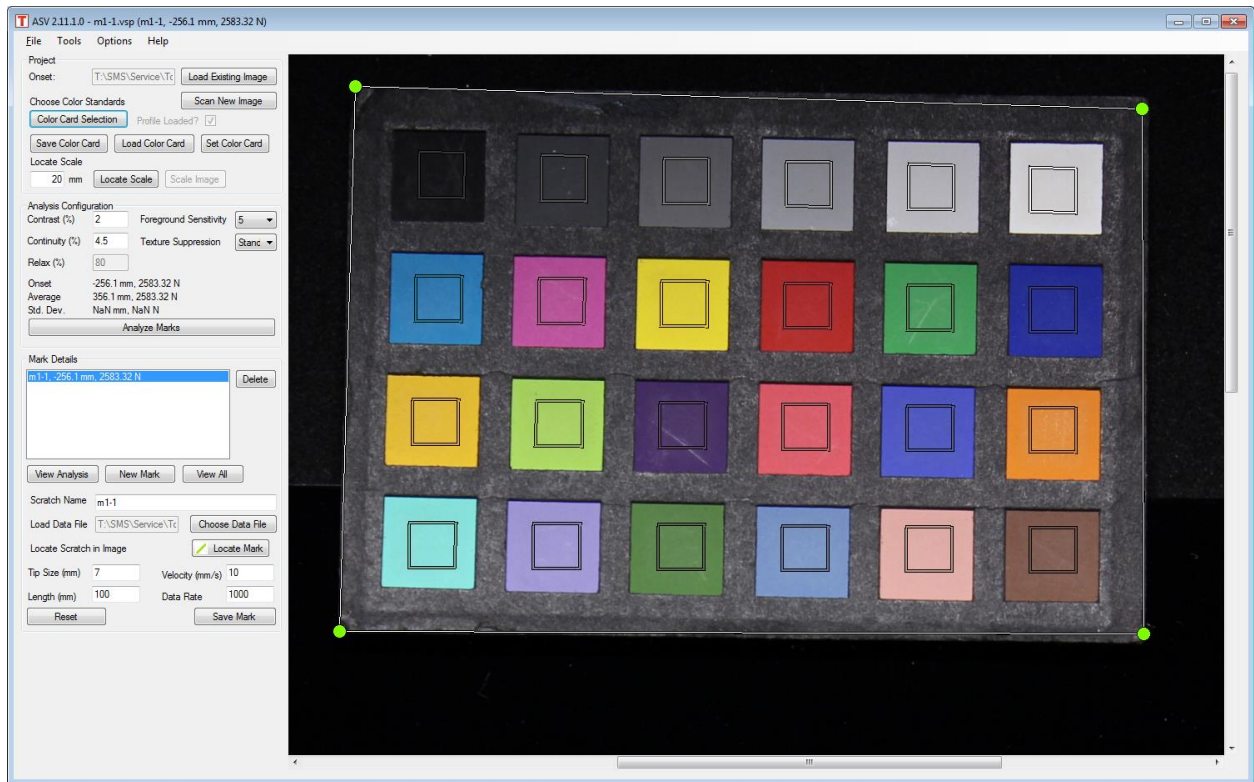 ASV 2.11.1.0 - m1-1.vsp (m1-1, -256.1 mm, 2583.32 N)
File Tools Options Help
Project
Onset: T:\SMS\Service\Tc Load Existing Image
Choose Color Standards Scan New Image
Color Card Selection Profile Loaded?
Save Color Card Load Color Card Set Color Card
Locate Scale
20 mm Locate Scale Scale Image
Analysis Configuration
Contrast (%) 2 Foreground Sensitivity 5
Continuity (%) 4.5 Texture Suppression Stanc
Relax (%) 80
Onset -256.1 mm, 2583.32 N
Average 356.1 mm, 2583.32 N
Std. Dev. NaN mm, NaN N
Analyze Marks
Mark Details
m1-1, -256.1 mm, 2583.32 N Delete
View Analysis New Mark View All
Scratch Name m1-1
Load Data File T:\SMS\Service\Tc Choose Data File
Locate Scratch in Image Locate Mark
Tip Size (mm) 7 Velocity (mm/s) 10
Length (mm) 100 Data Rate 1000
Reset Save Mark